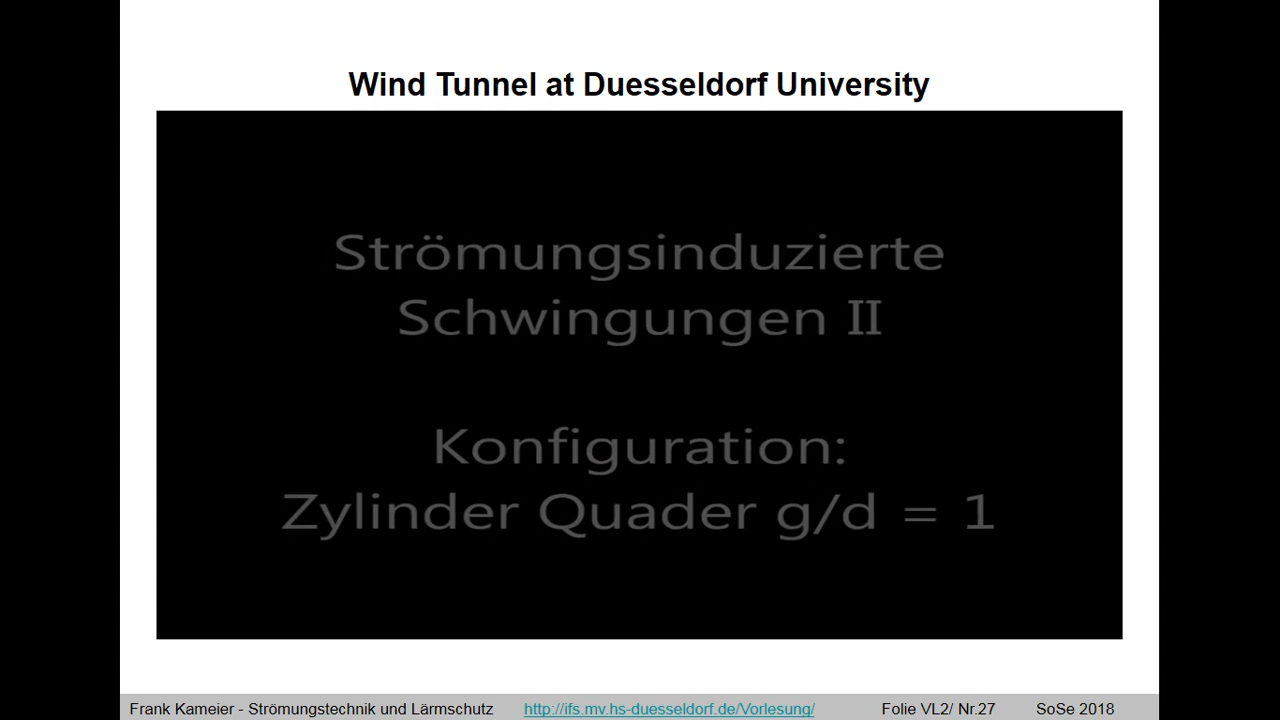 Wind Tunnel at Duesseldorf University
Strömungsinduzierte
Schwingungen II
Konfiguration:
Zylinder Quader g/d = 1
Frank Kameier - Strömungstechnik und Lärmschutz http://ifs.mv.hs-duesseldorf.de/Vorlesung/ Folie VL2/ Nr.27 SoSe 2018